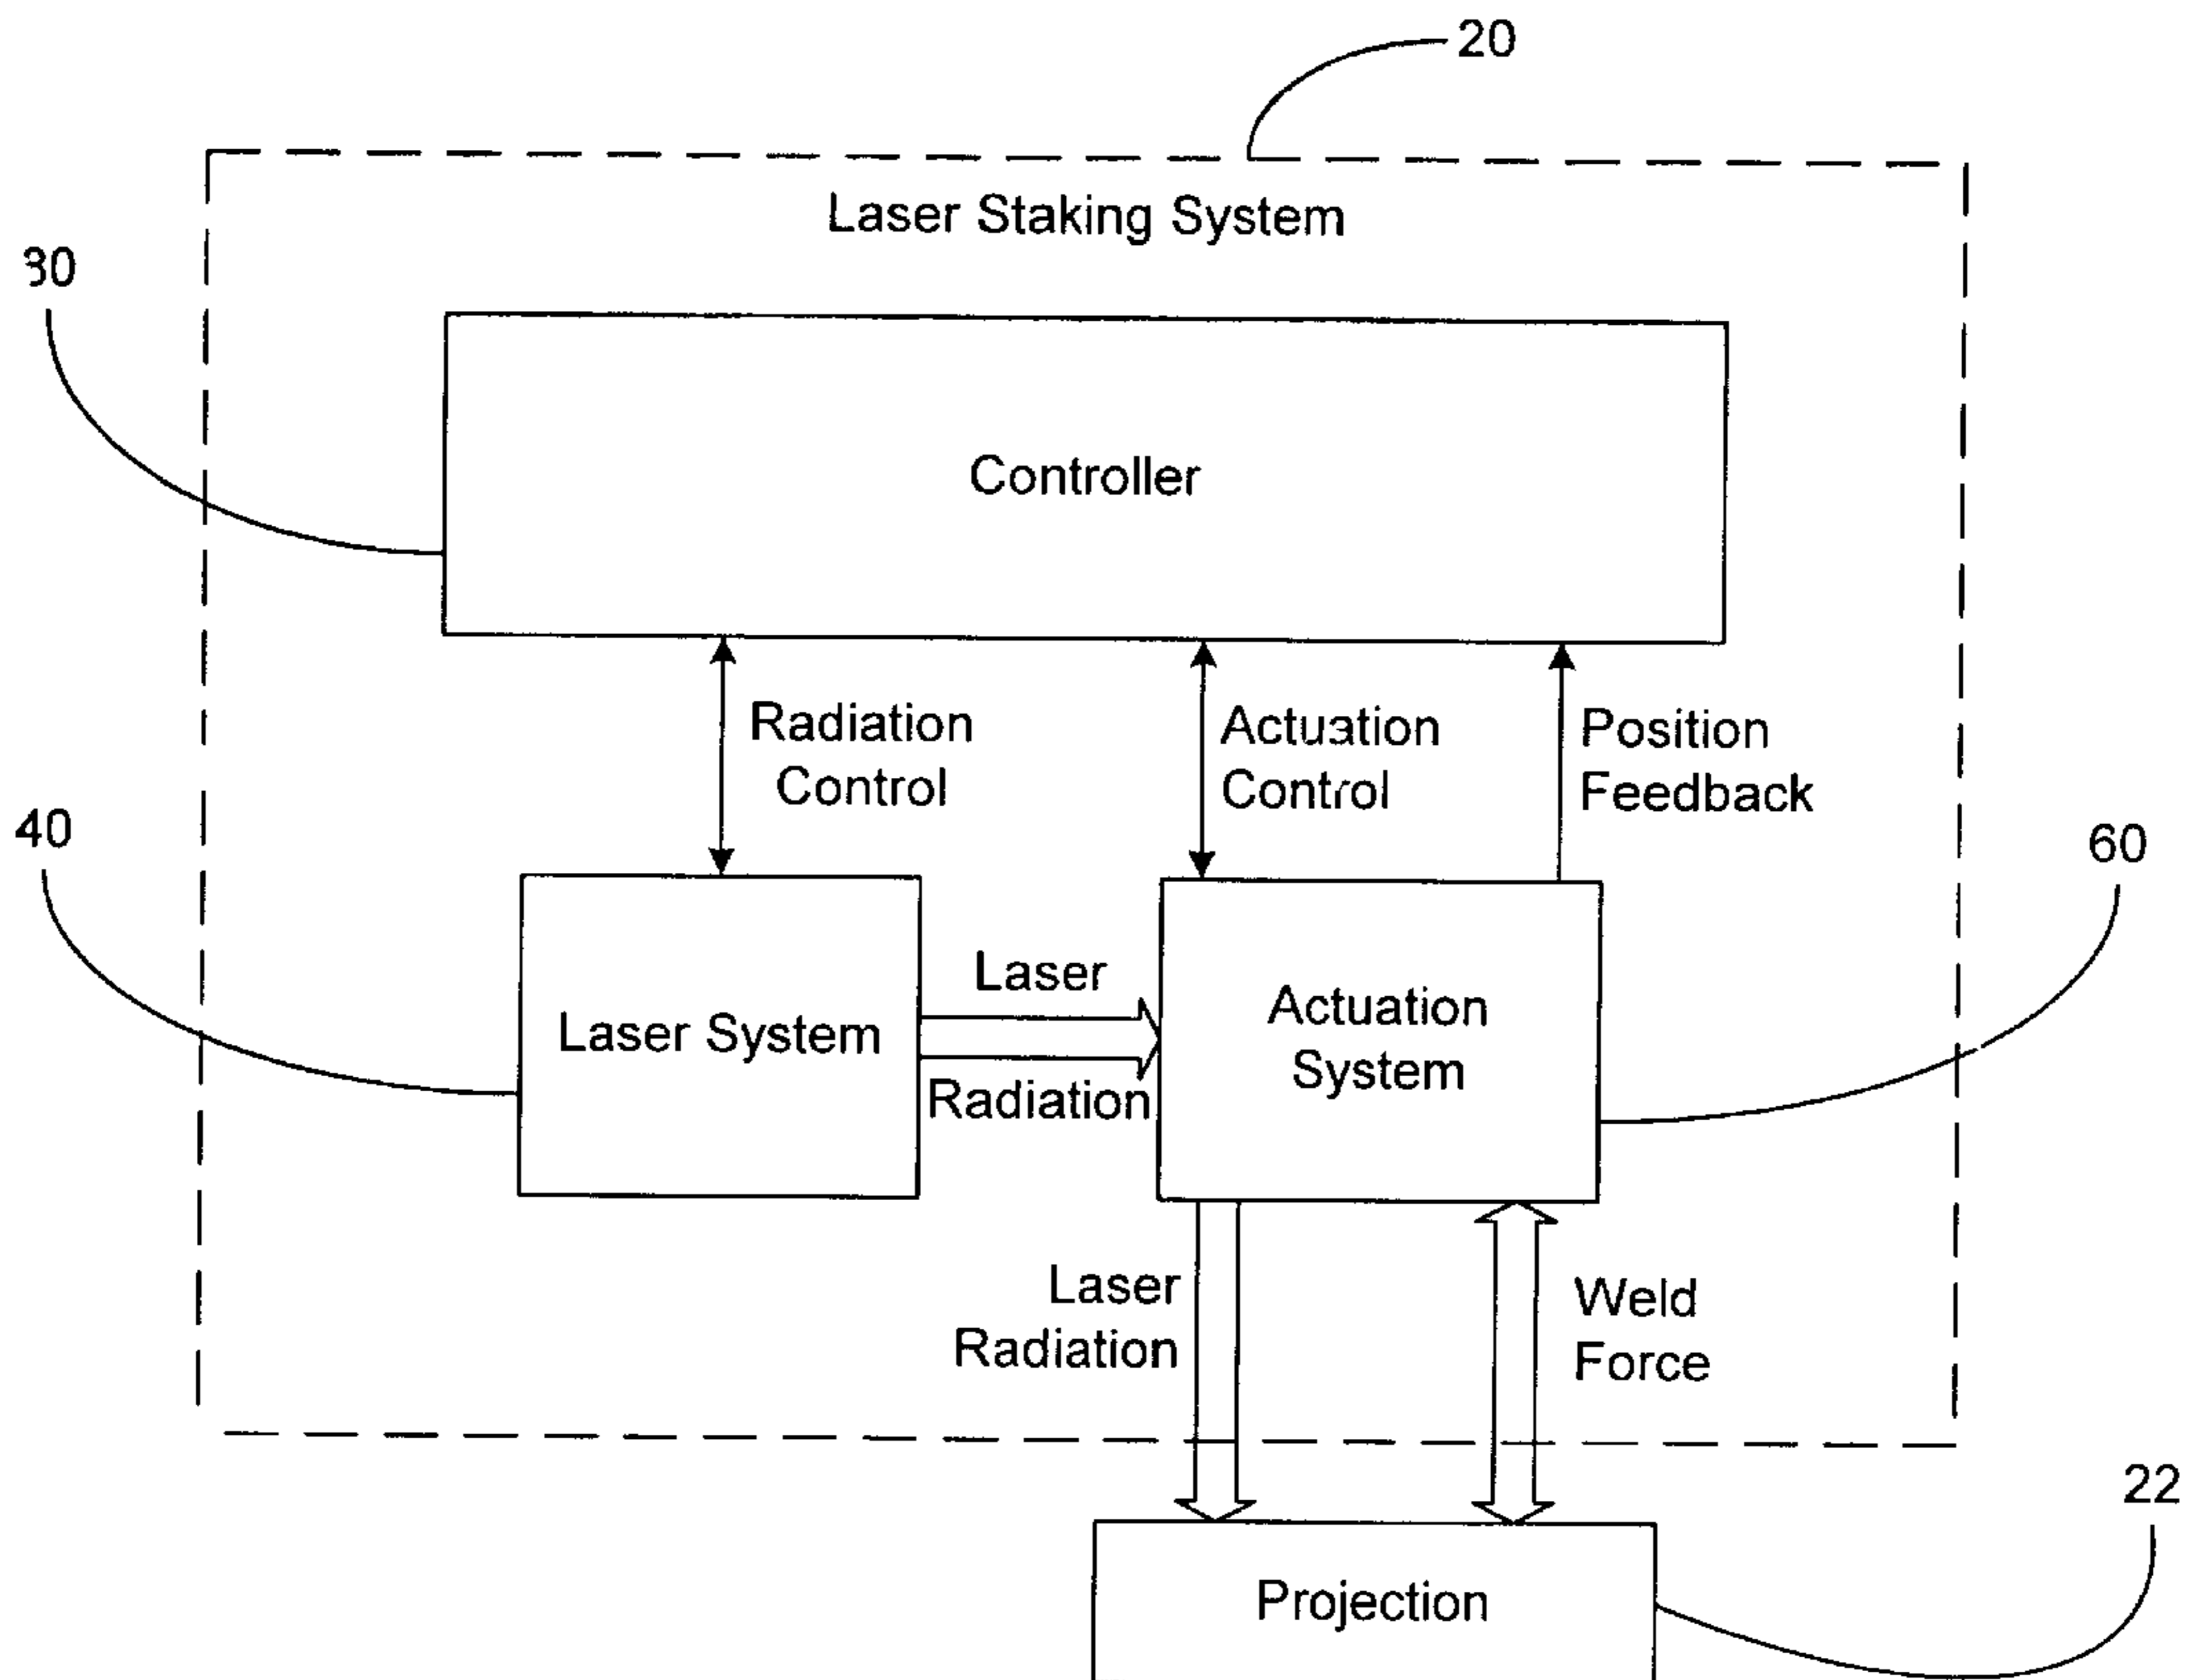 20
Laser Staking System
Controller
Radiation
Control
Actuation
Control
Position
Feedback
40
60
Laser System
Laser
Radiation
Actuation
System
Laser
Radiation
Weld
Force
22
Projection